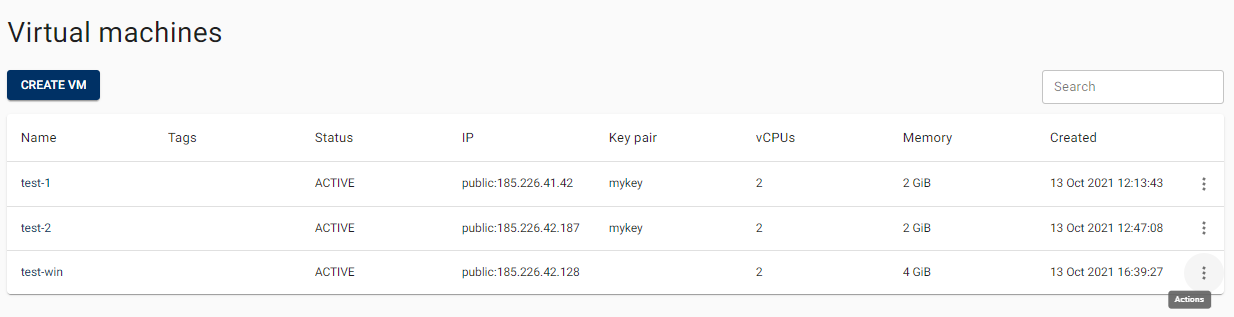 Virtual machines
CREATE VM
Search
Name Tags Status IP Key pair vCPUs Memory Created
test-1 ACTIVE public:185.226.41.42 mykey 2 2 GiB 13 Oct 2021 12:13:43
test-2 ACTIVE public:185.226.42.187 mykey 2 2 GiB 13 Oct 2021 12:47:08
test-win ACTIVE public:185.226.42.128 2 4 GiB 13 Oct 2021 16:39:27
Actions